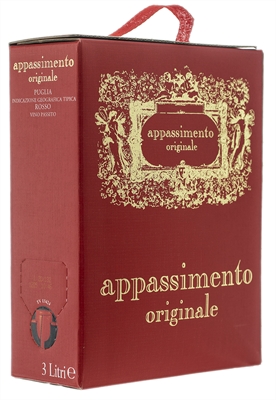 appassimento
originale
PUGLIA
INDICAZIONE GEOGRAFICA TIPICA
ROSSO
VINO PASSITO
3 Litri ℮
appassimento
originale
appassimento
originale